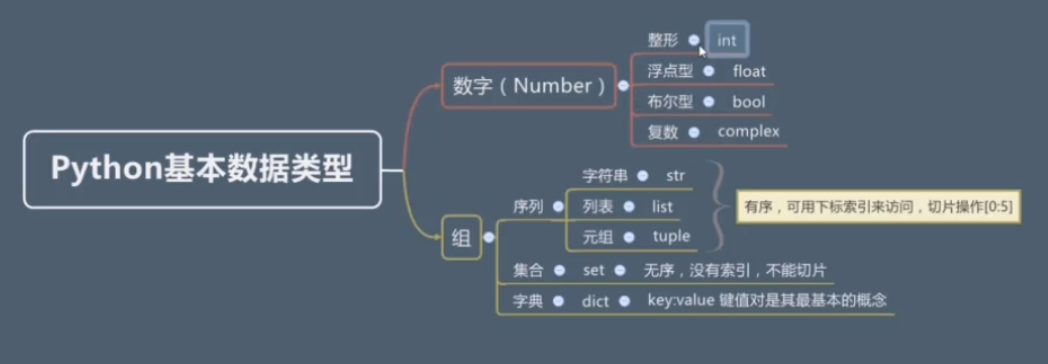 Python基本数据类型
数字（Number）
整形 int
浮点型 float
布尔型 bool
复数 complex
组
序列
字符串 str
列表 list
元组 tuple
有序，可用下标索引来访问，切片操作[0:5]
集合 set 无序，没有索引，不能切片
字典 dict key:value 键值对是其最基本的概念